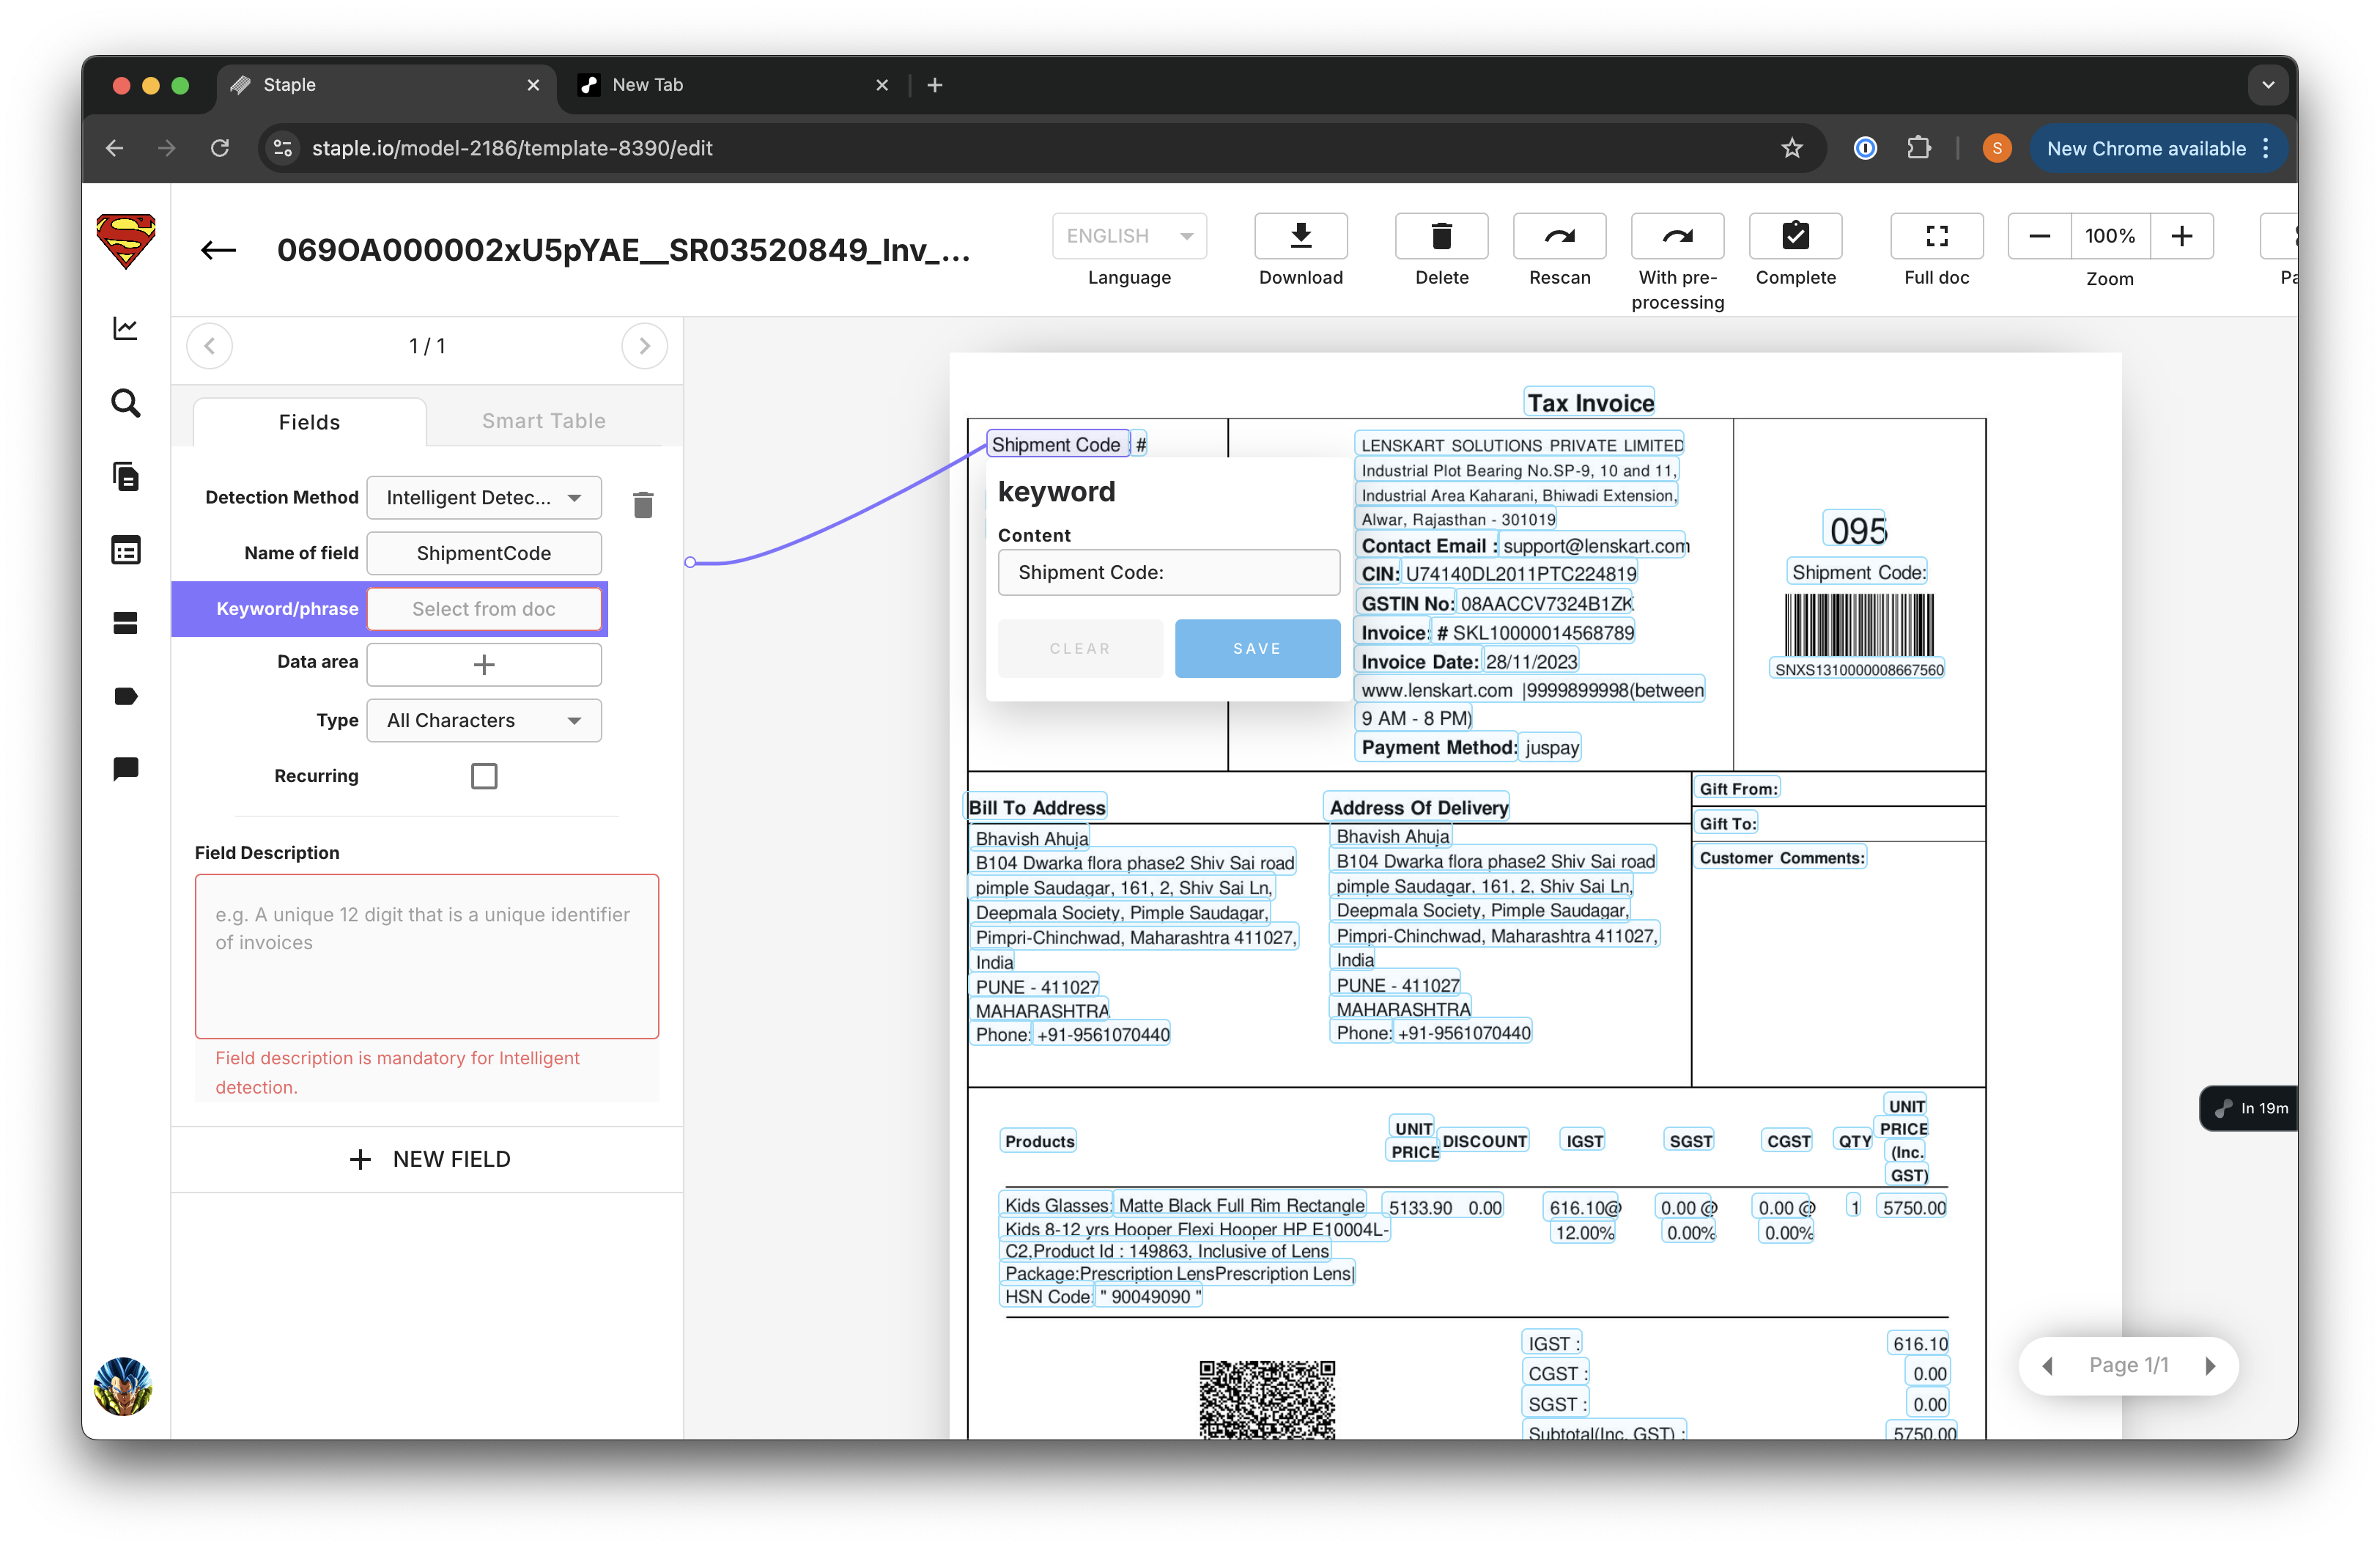 Staple
New Tab
staple.io/model-2186/template-8390/edit
S
New Chrome available
069OA000002xU5pYAE__SR03520849_Inv_...
ENGLISH
Language
Download
Delete
Rescan
With pre-
processing
Complete
Full doc
100%
Zoom
1 / 1
Fields
Smart Table
Detection Method
Intelligent Detec...
Name of field
ShipmentCode
Keyword/phrase
Select from doc
Data area
Type
All Characters
Recurring
Field Description
e.g. A unique 12 digit that is a unique identifier
of invoices
Field description is mandatory for Intelligent
detection.
+ NEW FIELD
Tax Invoice
Shipment Code : #
keyword
Content
Shipment Code:
CLEAR
SAVE
LENSKART SOLUTIONS PRIVATE LIMITED
Industrial Plot Bearing No.SP-9, 10 and 11,
Industrial Area Kaharani, Bhiwadi Extension,
Alwar, Rajasthan - 301019
Contact Email : support@lenskart.com
CIN: U74140DL2011PTC224819
GSTIN No: 08AACCV7324B1ZK
Invoice: # SKL10000014568789
Invoice Date: 28/11/2023
www.lenskart.com |9999899998(between
9 AM - 8 PM)
Payment Method: juspay
095
Shipment Code:
SNXS1310000008667560
Bill To Address
Bhavish Ahuja
B104 Dwarka flora phase2 Shiv Sai road
pimple Saudagar, 161, 2, Shiv Sai Ln,
Deepmala Society, Pimple Saudagar,
Pimpri-Chinchwad, Maharashtra 411027,
India
PUNE - 411027
MAHARASHTRA
Phone: +91-9561070440
Address Of Delivery
Bhavish Ahuja
B104 Dwarka flora phase2 Shiv Sai road
pimple Saudagar, 161, 2, Shiv Sai Ln,
Deepmala Society, Pimple Saudagar,
Pimpri-Chinchwad, Maharashtra 411027,
India
PUNE - 411027
MAHARASHTRA
Phone: +91-9561070440
Gift From:
Gift To:
Customer Comments:
Products
UNIT
PRICE
DISCOUNT
IGST
SGST
CGST
QTY
UNIT
PRICE
(Inc.
GST)
Kids Glasses: Matte Black Full Rim Rectangle
Kids 8-12 yrs Hooper Flexi Hooper HP E10004L-
C2,Product Id : 149863, Inclusive of Lens
Package:Prescription LensPrescription Lens|
HSN Code: " 90049090 "
5133.90
0.00
616.10@
12.00%
0.00 @
0.00%
0.00 @
0.00%
1
5750.00
IGST : 616.10
CGST : 0.00
SGST : 0.00
Subtotal(Inc. GST) : 5750.00
In 19m
Page 1/1